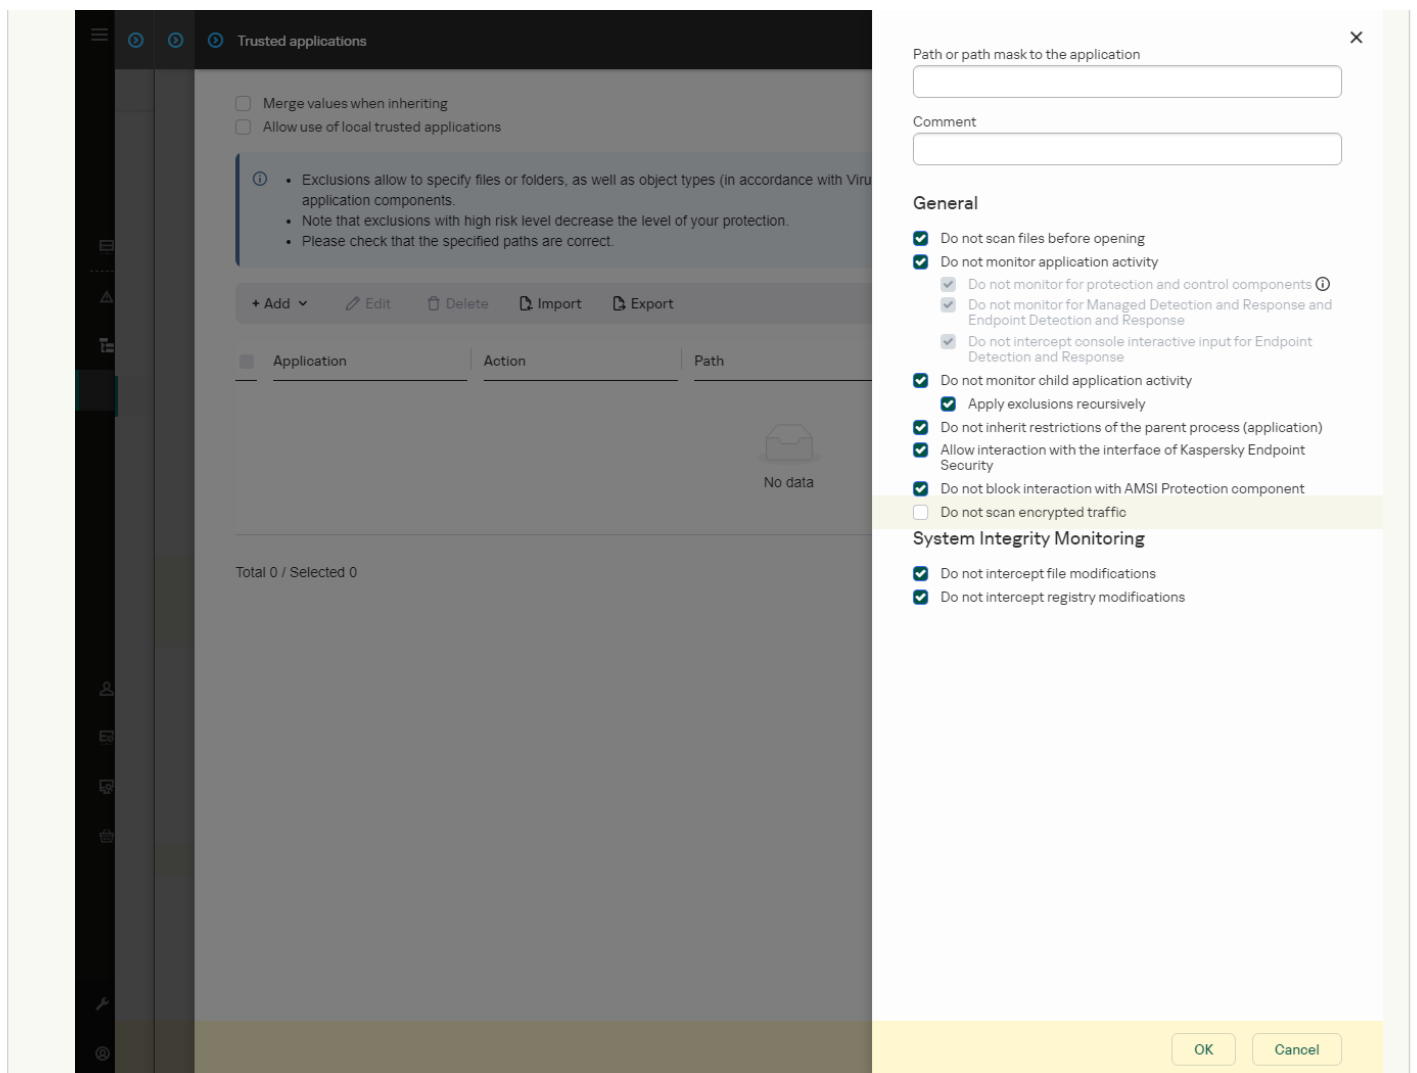 Trusted applications
Merge values when inheriting
Allow use of local trusted applications
• Exclusions allow to specify files or folders, as well as object types (in accordance with Viru
application components.
• Note that exclusions with high risk level decrease the level of your protection.
• Please check that the specified paths are correct.
+ Add Edit Delete Import Export
Application Action Path
No data
Total 0 / Selected 0
Path or path mask to the application
Comment
General
Do not scan files before opening
Do not monitor application activity
Do not monitor for protection and control components
Do not monitor for Managed Detection and Response and
Endpoint Detection and Response
Do not intercept console interactive input for Endpoint
Detection and Response
Do not monitor child application activity
Apply exclusions recursively
Do not inherit restrictions of the parent process (application)
Allow interaction with the interface of Kaspersky Endpoint
Security
Do not block interaction with AMSI Protection component
Do not scan encrypted traffic
System Integrity Monitoring
Do not intercept file modifications
Do not intercept registry modifications
OK Cancel